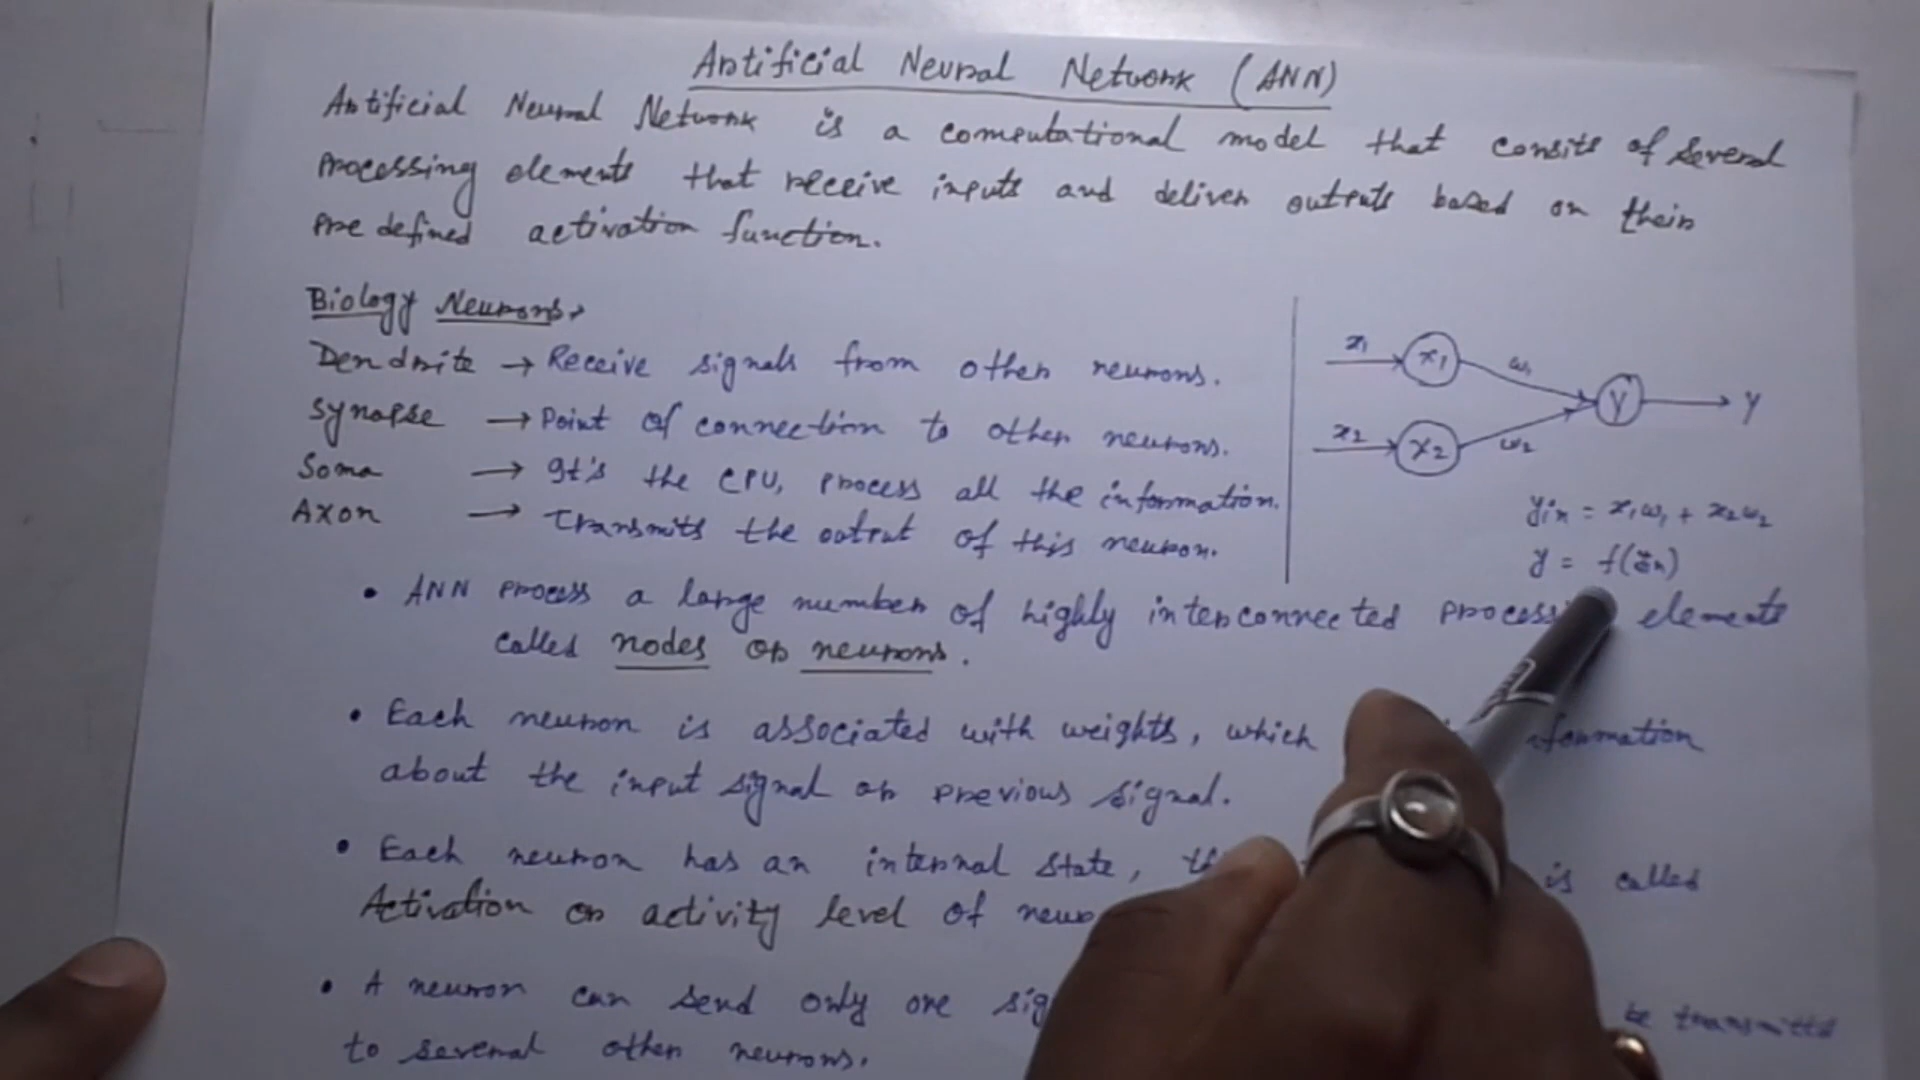 Artificial Neural Network (ANN)
Artificial Neural Network is a computational model that consits of several
processing elements that receive inputs and deliver outputs based on their
pre defined activation function.
Biology Neurons,
Dendrite → Receive signals from other neurons.
Synapse → Point of connection to other neurons.
Soma → It's the CPU, process all the information.
Axon → transmits the output of this neuron.
x1 x1 w1
y y
x2 x2 w2
yin = x1w1 + x2w2
y = f(
• ANN process a large number of highly interconnected elements
called nodes or neurons.
• Each neuron is associated with weights, which
about the input signal or previous signal.
• Each neuron has an internal state, is called
Activation or activity level of
• A neuron can send only one be transmitted
to several other neurons.